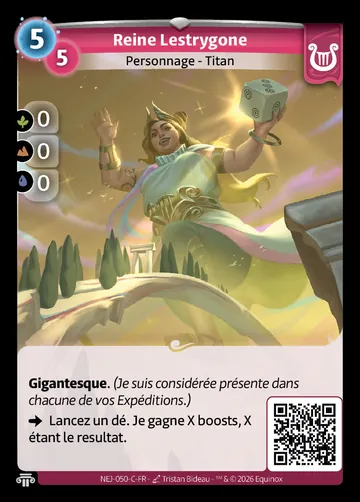 5
5
Reine Lestrygone
Personnage - Titan
0
0
0
Gigantesque. (Je suis considérée présente dans
chacune de vos Expéditions.)
Lancez un dé. Je gagne X boosts, X
étant le resultat.
NEJ-050-C-FR - Tristan Bideau - ™ & © 2026 Equinox